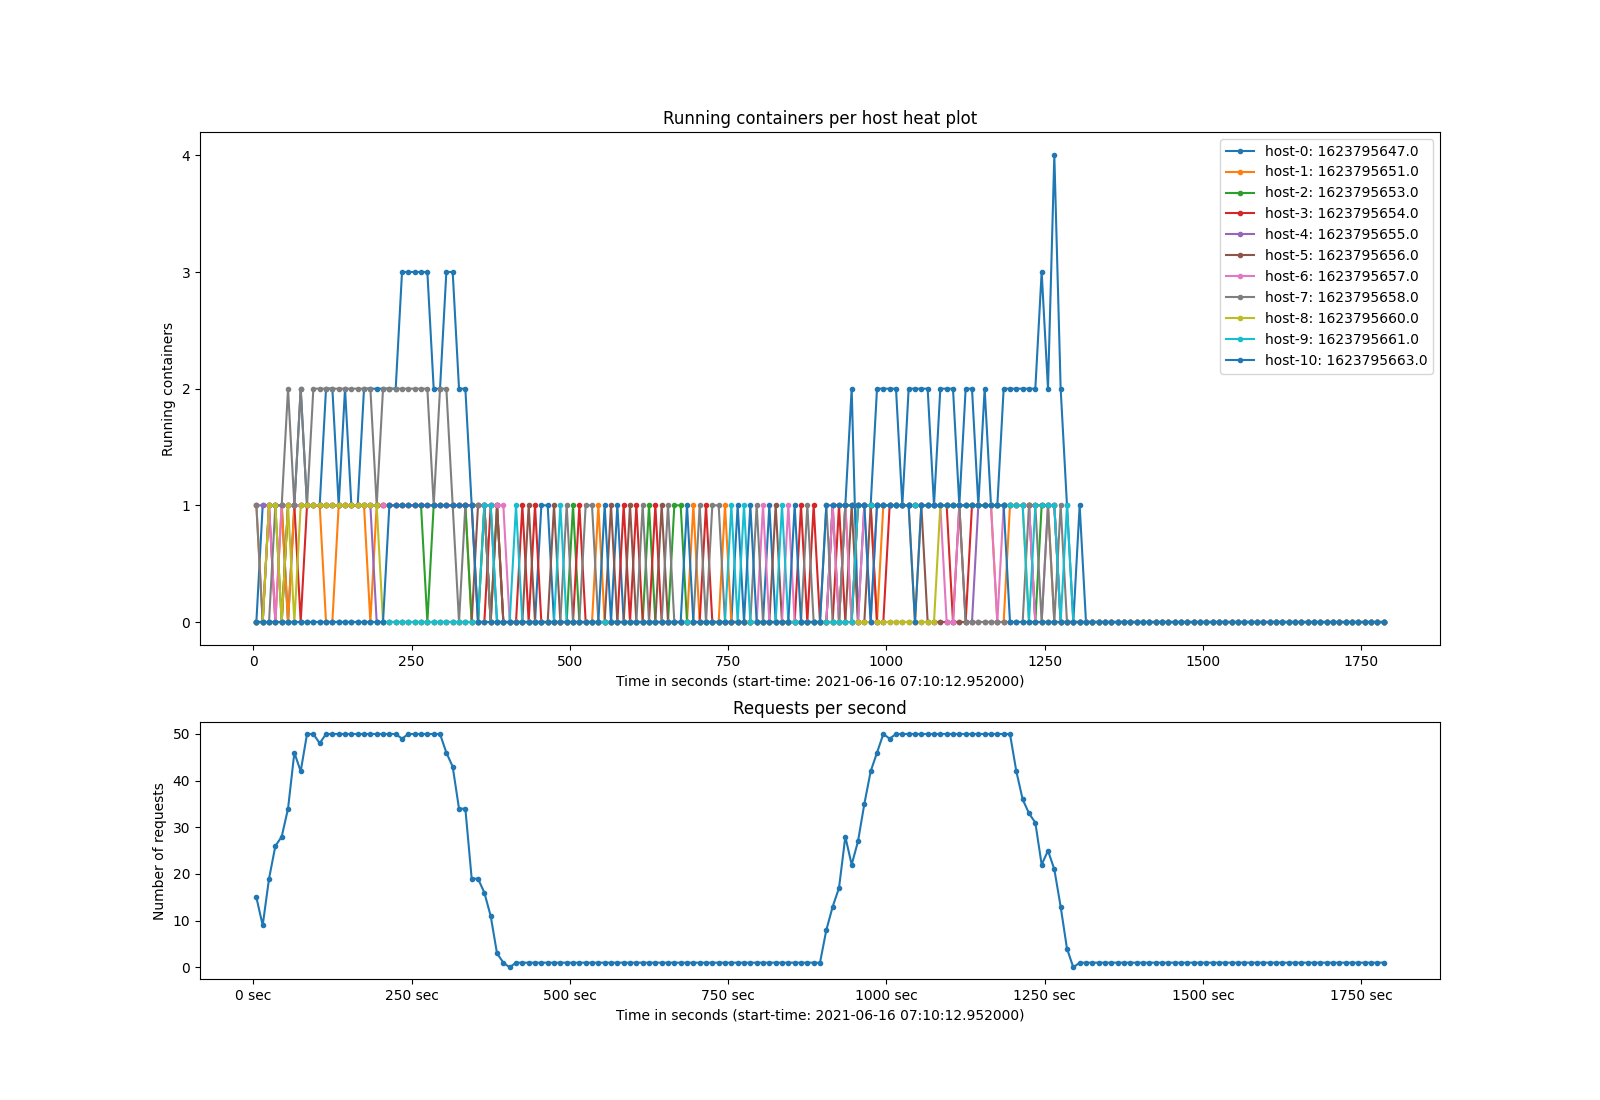 Running containers per host heat plot
4
3
2
1
0
Running containers
host-0: 1623795647.0
host-1: 1623795651.0
host-2: 1623795653.0
host-3: 1623795654.0
host-4: 1623795655.0
host-5: 1623795656.0
host-6: 1623795657.0
host-7: 1623795658.0
host-8: 1623795660.0
host-9: 1623795661.0
host-10: 1623795663.0
0 250 500 750 1000 1250 1500 1750
Time in seconds (start-time: 2021-06-16 07:10:12.952000)
Requests per second
50
40
30
20
10
0
Number of requests
0 sec 250 sec 500 sec 750 sec 1000 sec 1250 sec 1500 sec 1750 sec
Time in seconds (start-time: 2021-06-16 07:10:12.952000)